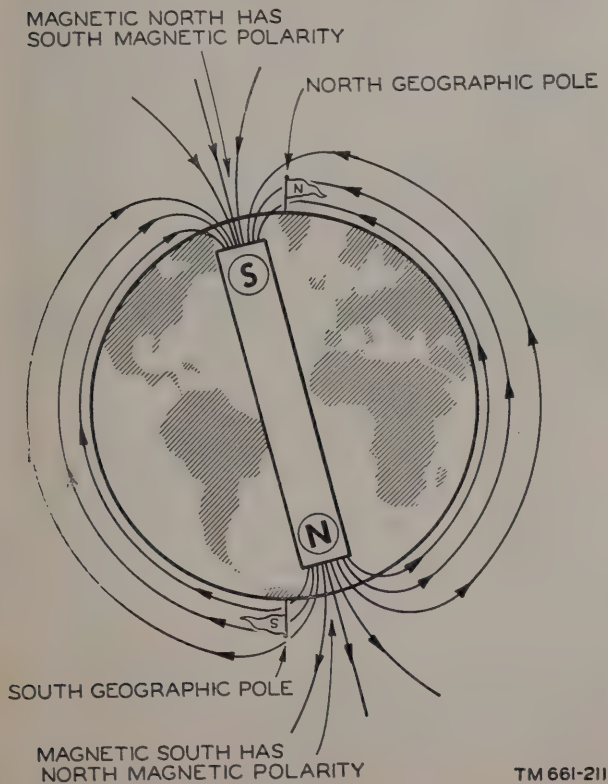 MAGNETIC NORTH HAS
SOUTH MAGNETIC POLARITY
NORTH GEOGRAPHIC POLE
N
S
N
S
SOUTH GEOGRAPHIC POLE
MAGNETIC SOUTH HAS
NORTH MAGNETIC POLARITY
TM 661-211